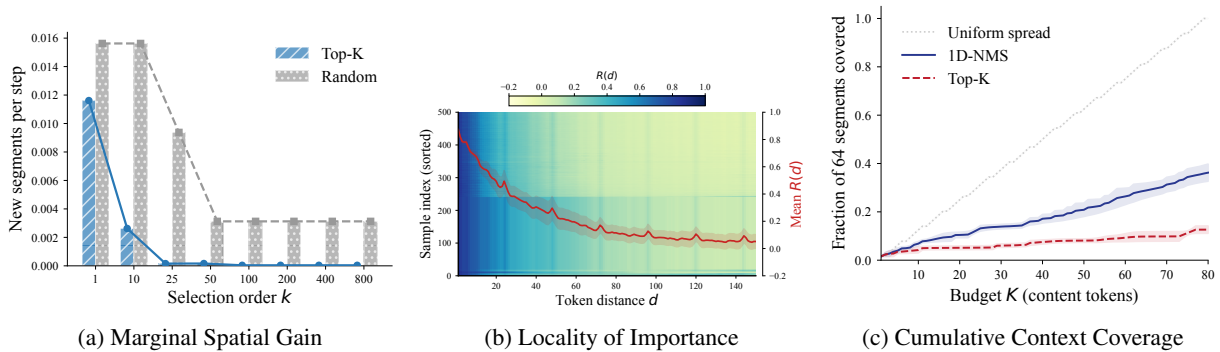 0.016
0.014
0.012
0.010
0.008
0.006
0.004
0.002
0.000
New segments per step
Top-K
Random
1 10 25 50 100 200 400 800
Selection order k
(a) Marginal Spatial Gain
R(d)
−0.2 0.0 0.2 0.4 0.6 0.8 1.0
500
400
300
200
100
0
Sample index (sorted)
1.0
0.8
0.6
0.4
0.2
0.0
−0.2
Mean R(d)
20 40 60 80 100 120 140
Token distance d
(b) Locality of Importance
1.0
0.8
0.6
0.4
0.2
0.0
Fraction of 64 segments covered
Uniform spread
1D-NMS
Top-K
10 20 30 40 50 60 70 80
Budget K (content tokens)
(c) Cumulative Context Coverage